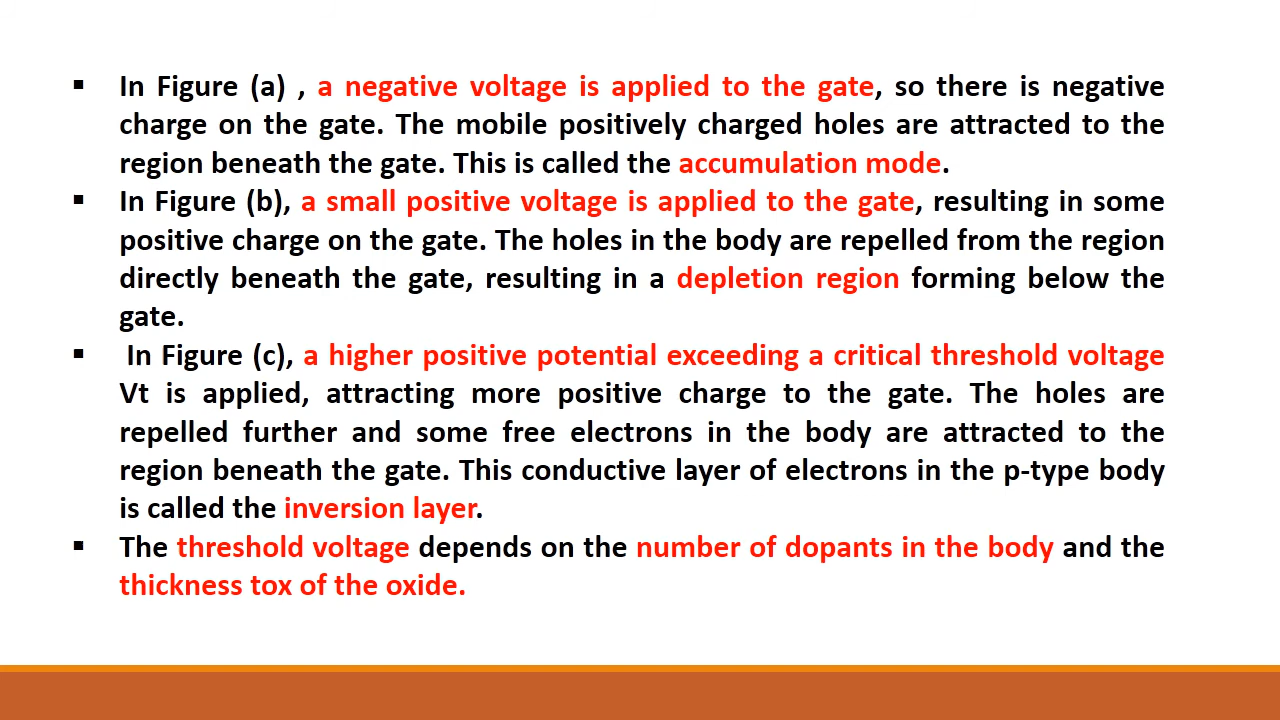 ▪ In Figure (a) , a negative voltage is applied to the gate, so there is negative
charge on the gate. The mobile positively charged holes are attracted to the
region beneath the gate. This is called the accumulation mode.
▪ In Figure (b), a small positive voltage is applied to the gate, resulting in some
positive charge on the gate. The holes in the body are repelled from the region
directly beneath the gate, resulting in a depletion region forming below the
gate.
▪ In Figure (c), a higher positive potential exceeding a critical threshold voltage
Vt is applied, attracting more positive charge to the gate. The holes are
repelled further and some free electrons in the body are attracted to the
region beneath the gate. This conductive layer of electrons in the p-type body
is called the inversion layer.
▪ The threshold voltage depends on the number of dopants in the body and the
thickness tox of the oxide.